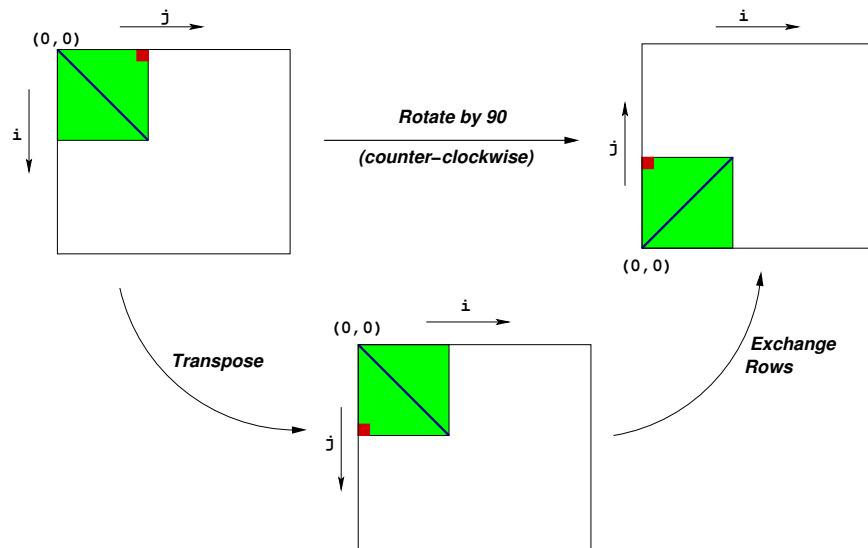 j
(0,0)
i
Rotate by 90
(counter−clockwise)
i
j
(0,0)
Transpose
(0,0)
i
j
Exchange
Rows